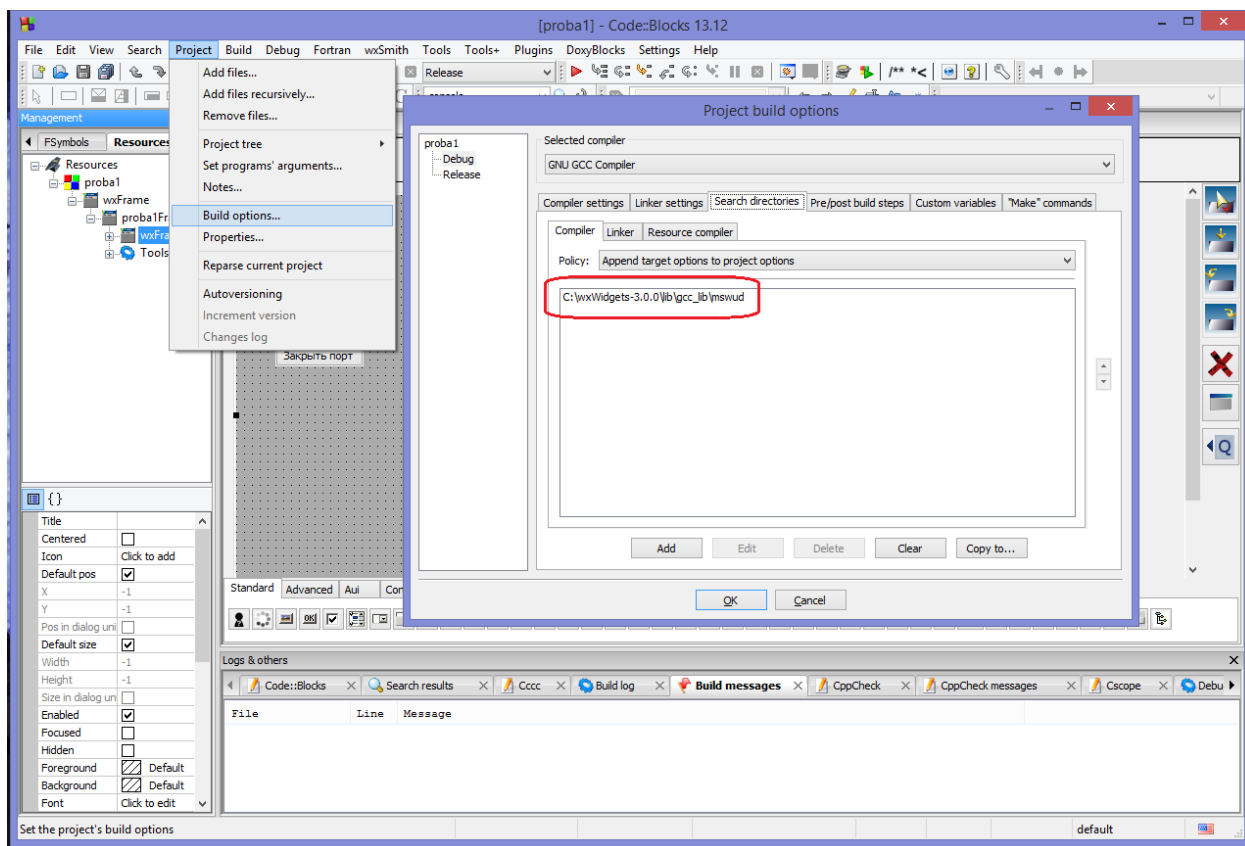 [proba1] - Code::Blocks 13.12
File Edit View Search Project Build Debug Fortran wxSmith Tools Tools+ Plugins DoxyBlocks Settings Help
Release
/** *<
Management
FSymbols Resources
Resources
proba1
wxFrame
proba1Fr
wxFra
Tools
Add files...
Add files recursively...
Remove files...
Project tree
Set programs' arguments...
Notes...
Build options...
Properties...
Reparse current project
Autoversioning
Increment version
Changes log
Закрыть порт
Project build options
proba1
Debug
Release
Selected compiler
GNU GCC Compiler
Compiler settings Linker settings Search directories Pre/post build steps Custom variables "Make" commands
Compiler Linker Resource compiler
Policy: Append target options to project options
C:\wxWidgets-3.0.0\lib\gcc_lib\mswud
Add Edit Delete Clear Copy to...
OK Cancel
Q
{}
Title
Centered
Icon Click to add
Default pos
X -1
Y -1
Pos in dialog uni
Default size
Width -1
Height -1
Size in dialog un
Enabled
Focused
Hidden
Foreground Default
Background Default
Font Click to edit
Standard Advanced Aui Cor
OK
Logs & others
Code::Blocks Search results Cccc Build log Build messages CppCheck CppCheck messages Cscope Debu
File Line Message
Set the project's build options
default